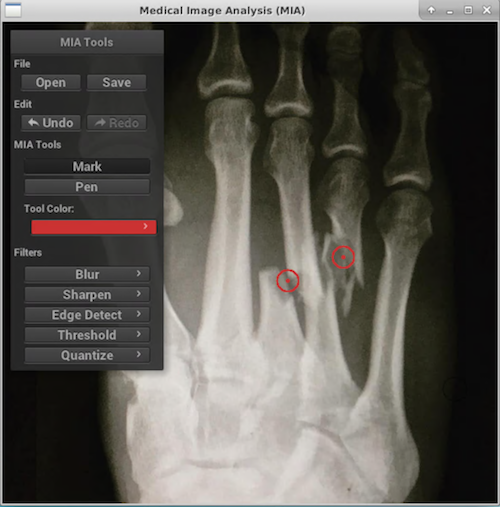 Medical Image Analysis (MIA)
MIA Tools
File
Open Save
Edit
Undo Redo
MIA Tools
Mark
Pen
Tool Color:
Filters
Blur
Sharpen
Edge Detect
Threshold
Quantize